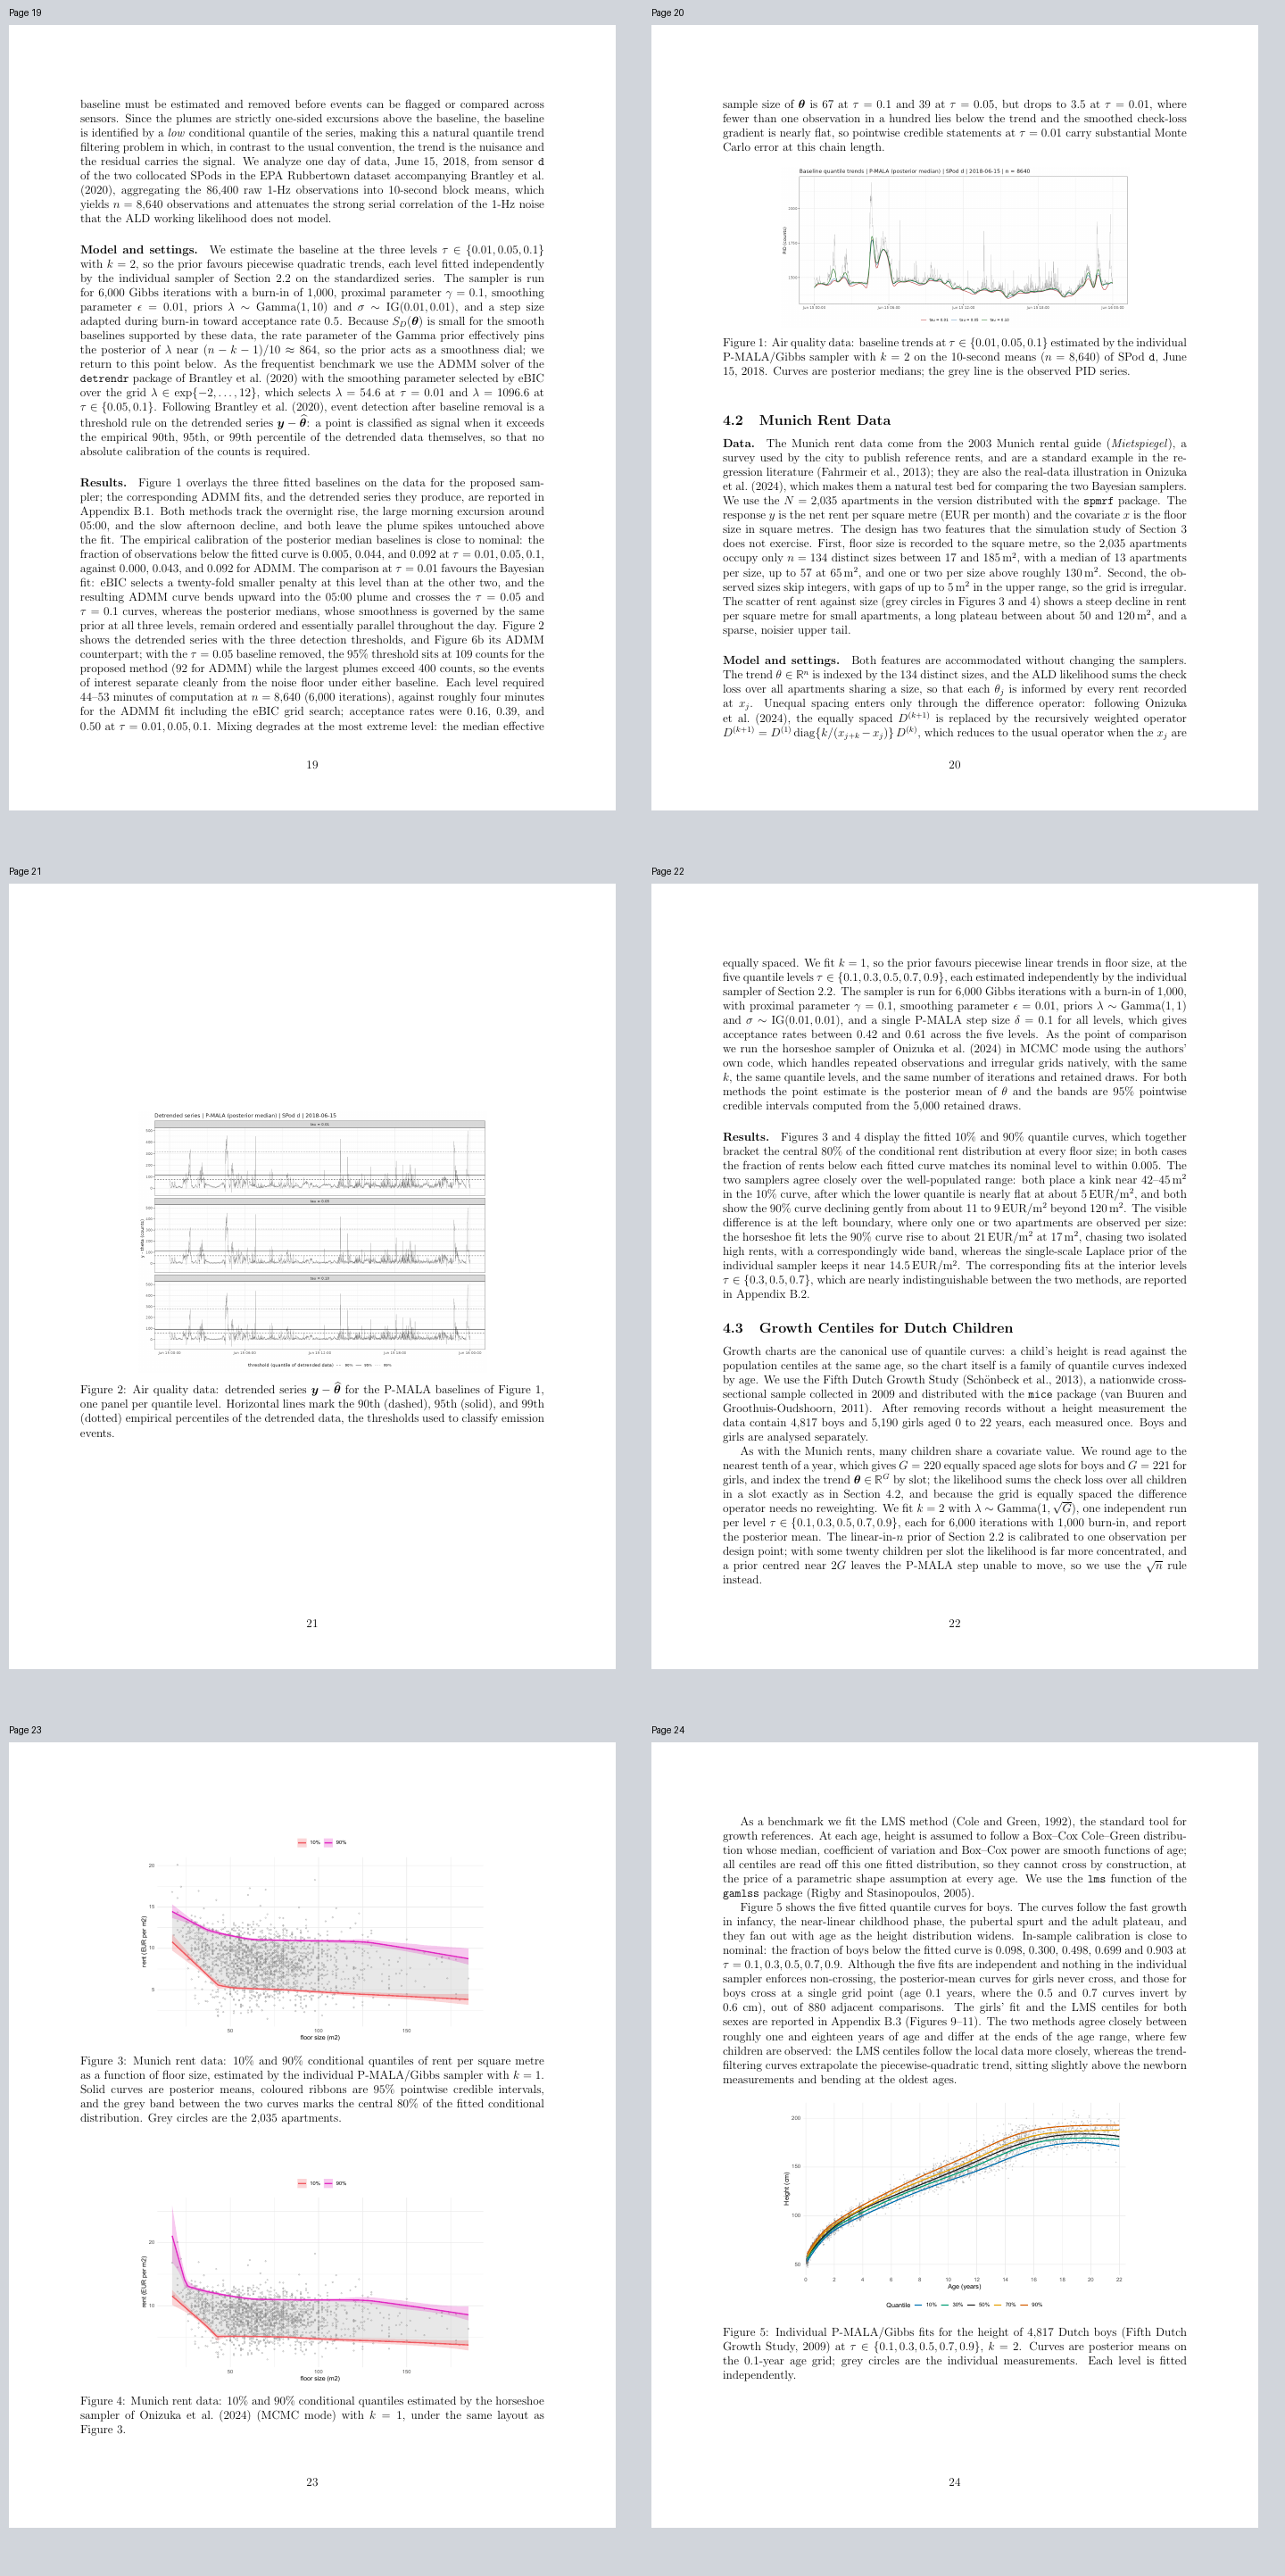 Page 19
baseline must be estimated and removed before events can be flagged or compared across
sensors. Since the plumes are strictly one-sided excursions above the baseline, the baseline
is identified by a low conditional quantile of the series, making this a natural quantile trend
filtering problem in which, in contrast to the usual convention, the trend is the nuisance and
the residual carries the signal. We analyze one day of data, June 15, 2018, from sensor d
of the two collocated SPods in the EPA Rubbertown dataset accompanying Brantley et al.
(2020), aggregating the 86,400 raw 1-Hz observations into 10-second block means, which
yields n = 8,640 observations and attenuates the strong serial correlation of the 1-Hz noise
that the ALD working likelihood does not model.
Model and settings. We estimate the baseline at the three levels τ ∈ {0.01, 0.05, 0.1}
with k = 2, so the prior favours piecewise quadratic trends, each level fitted independently
by the individual sampler of Section 2.2 on the standardized series. The sampler is run
for 6,000 Gibbs iterations with a burn-in of 1,000, proximal parameter γ = 0.1, smoothing
parameter ϵ = 0.01, priors λ ∼ Gamma(1, 10) and σ ∼ IG(0.01, 0.01), and a step size
adapted during burn-in toward acceptance rate 0.5. Because S_D(θ) is small for the smooth
baselines supported by these data, the rate parameter of the Gamma prior effectively pins
the posterior of λ near (n − k − 1)/10 ≈ 864, so the prior acts as a smoothness dial; we
return to this point below. As the frequentist benchmark we use the ADMM solver of the
detrendr package of Brantley et al. (2020) with the smoothing parameter selected by eBIC
over the grid λ ∈ exp{−2, . . . , 12}, which selects λ = 54.6 at τ = 0.01 and λ = 1096.6 at
τ ∈ {0.05, 0.1}. Following Brantley et al. (2020), event detection after baseline removal is a
threshold rule on the detrended series y − θ̂: a point is classified as signal when it exceeds
the empirical 90th, 95th, or 99th percentile of the detrended data themselves, so that no
absolute calibration of the counts is required.
Results. Figure 1 overlays the three fitted baselines on the data for the proposed sam-
pler; the corresponding ADMM fits, and the detrended series they produce, are reported in
Appendix B.1. Both methods track the overnight rise, the large morning excursion around
05:00, and the slow afternoon decline, and both leave the plume spikes untouched above
the fit. The empirical calibration of the posterior median baselines is close to nominal: the
fraction of observations below the fitted curve is 0.005, 0.044, and 0.092 at τ = 0.01, 0.05, 0.1,
against 0.000, 0.043, and 0.092 for ADMM. The comparison at τ = 0.01 favours the Bayesian
fit: eBIC selects a twenty-fold smaller penalty at this level than at the other two, and the
resulting ADMM curve bends upward into the 05:00 plume and crosses the τ = 0.05 and
τ = 0.1 curves, whereas the posterior medians, whose smoothness is governed by the same
prior at all three levels, remain ordered and essentially parallel throughout the day. Figure 2
shows the detrended series with the three detection thresholds, and Figure 6b its ADMM
counterpart; with the τ = 0.05 baseline removed, the 95% threshold sits at 109 counts for the
proposed method (92 for ADMM) while the largest plumes exceed 400 counts, so the events
of interest separate cleanly from the noise floor under either baseline. Each level required
44–53 minutes of computation at n = 8,640 (6,000 iterations), against roughly four minutes
for the ADMM fit including the eBIC grid search; acceptance rates were 0.16, 0.39, and
0.50 at τ = 0.01, 0.05, 0.1. Mixing degrades at the most extreme level: the median effective
19
Page 20
sample size of θ is 67 at τ = 0.1 and 39 at τ = 0.05, but drops to 3.5 at τ = 0.01, where
fewer than one observation in a hundred lies below the trend and the smoothed check-loss
gradient is nearly flat, so pointwise credible statements at τ = 0.01 carry substantial Monte
Carlo error at this chain length.
Baseline quantile trends | P-MALA (posterior median) | SPod d | 2018-06-15 | n = 8640
PID (counts)
Figure 1: Air quality data: baseline trends at τ ∈ {0.01, 0.05, 0.1} estimated by the individual
P-MALA/Gibbs sampler with k = 2 on the 10-second means (n = 8,640) of SPod d, June
15, 2018. Curves are posterior medians; the grey line is the observed PID series.
4.2 Munich Rent Data
Data. The Munich rent data come from the 2003 Munich rental guide (Mietspiegel), a
survey used by the city to publish reference rents, and are a standard example in the re-
gression literature (Fahrmeir et al., 2013); they are also the real-data illustration in Onizuka
et al. (2024), which makes them a natural test bed for comparing the two Bayesian samplers.
We use the N = 2,035 apartments in the version distributed with the spmrf package. The
response y is the net rent per square metre (EUR per month) and the covariate x is the floor
size in square metres. The design has two features that the simulation study of Section 3
does not exercise. First, floor size is recorded to the square metre, so the 2,035 apartments
occupy only n = 134 distinct sizes between 17 and 185 m², with a median of 13 apartments
per size, up to 57 at 65 m², and one or two per size above roughly 130 m². Second, the ob-
served sizes skip integers, with gaps of up to 5 m² in the upper range, so the grid is irregular.
The scatter of rent against size (grey circles in Figures 3 and 4) shows a steep decline in rent
per square metre for small apartments, a long plateau between about 50 and 120 m², and a
sparse, noisier upper tail.
Model and settings. Both features are accommodated without changing the samplers.
The trend θ ∈ ℝⁿ is indexed by the 134 distinct sizes, and the ALD likelihood sums the check
loss over all apartments sharing a size, so that each θ_j is informed by every rent recorded
at x_j. Unequal spacing enters only through the difference operator: following Onizuka
et al. (2024), the equally spaced D^(k+1) is replaced by the recursively weighted operator
D^(k+1) = D^(1) diag{k/(x_{j+k} − x_j)} D^(k), which reduces to the usual operator when the x_j are
20
Page 21
Detrended series | P-MALA (posterior median) | SPod d | 2018-06-15
tau = 0.01
tau = 0.05
tau = 0.10
y - theta (counts)
threshold (quantile of detrended data) 90% 95% 99%
Figure 2: Air quality data: detrended series y − θ̂ for the P-MALA baselines of Figure 1,
one panel per quantile level. Horizontal lines mark the 90th (dashed), 95th (solid), and 99th
(dotted) empirical percentiles of the detrended data, the thresholds used to classify emission
events.
21
Page 22
equally spaced. We fit k = 1, so the prior favours piecewise linear trends in floor size, at the
five quantile levels τ ∈ {0.1, 0.3, 0.5, 0.7, 0.9}, each estimated independently by the individual
sampler of Section 2.2. The sampler is run for 6,000 Gibbs iterations with a burn-in of 1,000,
with proximal parameter γ = 0.1, smoothing parameter ϵ = 0.01, priors λ ∼ Gamma(1, 1)
and σ ∼ IG(0.01, 0.01), and a single P-MALA step size δ = 0.1 for all levels, which gives
acceptance rates between 0.42 and 0.61 across the five levels. As the point of comparison
we run the horseshoe sampler of Onizuka et al. (2024) in MCMC mode using the authors'
own code, which handles repeated observations and irregular grids natively, with the same
k, the same quantile levels, and the same number of iterations and retained draws. For both
methods the point estimate is the posterior mean of θ and the bands are 95% pointwise
credible intervals computed from the 5,000 retained draws.
Results. Figures 3 and 4 display the fitted 10% and 90% quantile curves, which together
bracket the central 80% of the conditional rent distribution at every floor size; in both cases
the fraction of rents below each fitted curve matches its nominal level to within 0.005. The
two samplers agree closely over the well-populated range: both place a kink near 42–45 m²
in the 10% curve, after which the lower quantile is nearly flat at about 5 EUR/m², and both
show the 90% curve declining gently from about 11 to 9 EUR/m² beyond 120 m². The visible
difference is at the left boundary, where only one or two apartments are observed per size:
the horseshoe fit lets the 90% curve rise to about 21 EUR/m² at 17 m², chasing two isolated
high rents, with a correspondingly wide band, whereas the single-scale Laplace prior of the
individual sampler keeps it near 14.5 EUR/m². The corresponding fits at the interior levels
τ ∈ {0.3, 0.5, 0.7}, which are nearly indistinguishable between the two methods, are reported
in Appendix B.2.
4.3 Growth Centiles for Dutch Children
Growth charts are the canonical use of quantile curves: a child's height is read against the
population centiles at the same age, so the chart itself is a family of quantile curves indexed
by age. We use the Fifth Dutch Growth Study (Schönbeck et al., 2013), a nationwide cross-
sectional sample collected in 2009 and distributed with the mice package (van Buuren and
Groothuis-Oudshoorn, 2011). After removing records without a height measurement the
data contain 4,817 boys and 5,190 girls aged 0 to 22 years, each measured once. Boys and
girls are analysed separately.
As with the Munich rents, many children share a covariate value. We round age to the
nearest tenth of a year, which gives G = 220 equally spaced age slots for boys and G = 221 for
girls, and index the trend θ ∈ ℝ^G by slot; the likelihood sums the check loss over all children
in a slot exactly as in Section 4.2, and because the grid is equally spaced the difference
operator needs no reweighting. We fit k = 2 with λ ∼ Gamma(1, √G), one independent run
per level τ ∈ {0.1, 0.3, 0.5, 0.7, 0.9}, each for 6,000 iterations with 1,000 burn-in, and report
the posterior mean. The linear-in-n prior of Section 2.2 is calibrated to one observation per
design point; with some twenty children per slot the likelihood is far more concentrated, and
a prior centred near 2G leaves the P-MALA step unable to move, so we use the √n rule
instead.
22
Page 23
10% 90%
20
15
10
5
rent (EUR per m2)
50 100 150
floor size (m2)
Figure 3: Munich rent data: 10% and 90% conditional quantiles of rent per square metre
as a function of floor size, estimated by the individual P-MALA/Gibbs sampler with k = 1.
Solid curves are posterior means, coloured ribbons are 95% pointwise credible intervals,
and the grey band between the two curves marks the central 80% of the fitted conditional
distribution. Grey circles are the 2,035 apartments.
10% 90%
20
10
rent (EUR per m2)
50 100 150
floor size (m2)
Figure 4: Munich rent data: 10% and 90% conditional quantiles estimated by the horseshoe
sampler of Onizuka et al. (2024) (MCMC mode) with k = 1, under the same layout as
Figure 3.
23
Page 24
As a benchmark we fit the LMS method (Cole and Green, 1992), the standard tool for
growth references. At each age, height is assumed to follow a Box–Cox Cole–Green distribu-
tion whose median, coefficient of variation and Box–Cox power are smooth functions of age;
all centiles are read off this one fitted distribution, so they cannot cross by construction, at
the price of a parametric shape assumption at every age. We use the lms function of the
gamlss package (Rigby and Stasinopoulos, 2005).
Figure 5 shows the five fitted quantile curves for boys. The curves follow the fast growth
in infancy, the near-linear childhood phase, the pubertal spurt and the adult plateau, and
they fan out with age as the height distribution widens. In-sample calibration is close to
nominal: the fraction of boys below the fitted curve is 0.098, 0.300, 0.498, 0.699 and 0.903 at
τ = 0.1, 0.3, 0.5, 0.7, 0.9. Although the five fits are independent and nothing in the individual
sampler enforces non-crossing, the posterior-mean curves for girls never cross, and those for
boys cross at a single grid point (age 0.1 years, where the 0.5 and 0.7 curves invert by
0.6 cm), out of 880 adjacent comparisons. The girls' fit and the LMS centiles for both
sexes are reported in Appendix B.3 (Figures 9–11). The two methods agree closely between
roughly one and eighteen years of age and differ at the ends of the age range, where few
children are observed: the LMS centiles follow the local data more closely, whereas the trend-
filtering curves extrapolate the piecewise-quadratic trend, sitting slightly above the newborn
measurements and bending at the oldest ages.
200
150
100
50
Height (cm)
0 2 4 6 8 10 12 14 16 18 20 22
Age (years)
Quantile 10% 30% 50% 70% 90%
Figure 5: Individual P-MALA/Gibbs fits for the height of 4,817 Dutch boys (Fifth Dutch
Growth Study, 2009) at τ ∈ {0.1, 0.3, 0.5, 0.7, 0.9}, k = 2. Curves are posterior means on
the 0.1-year age grid; grey circles are the individual measurements. Each level is fitted
independently.
24